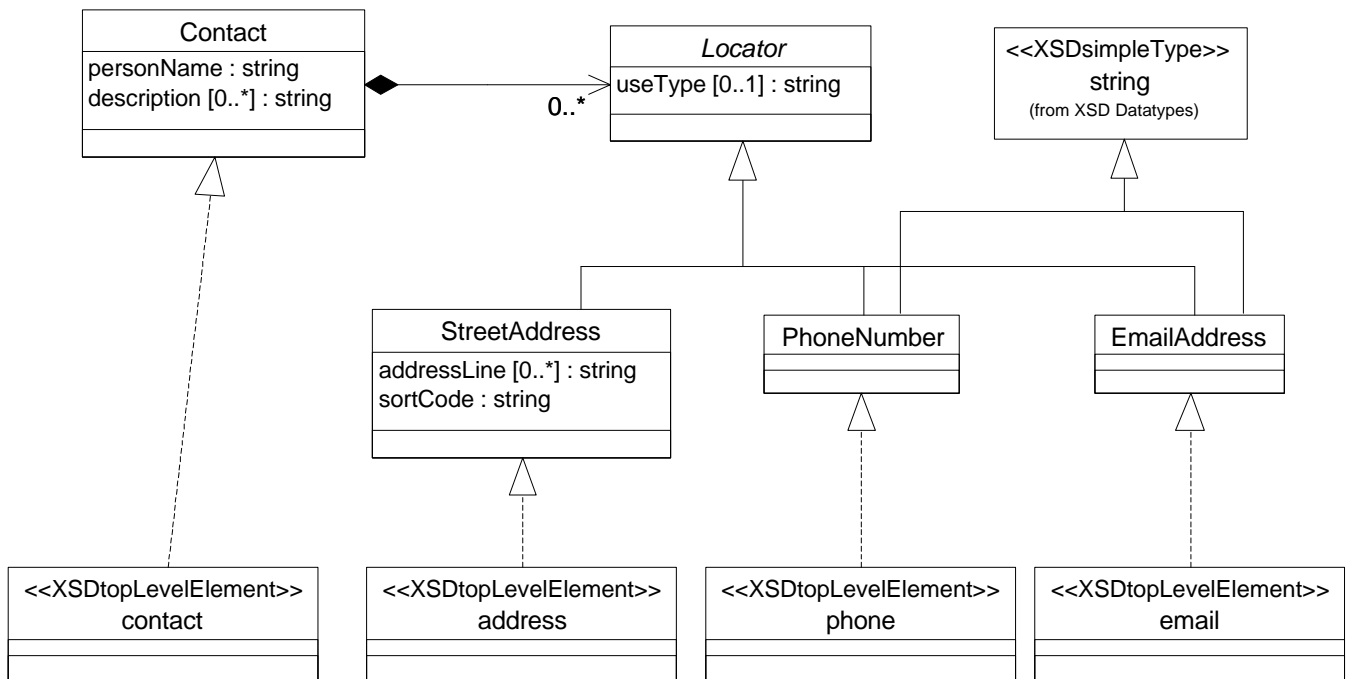 Contact
personName : string
description [0..*] : string
0..*
Locator
useType [0..1] : string
<<XSDsimpleType>>
string
(from XSD Datatypes)
StreetAddress
addressLine [0..*] : string
sortCode : string
PhoneNumber
EmailAddress
<<XSDtopLevelElement>>
contact
<<XSDtopLevelElement>>
address
<<XSDtopLevelElement>>
phone
<<XSDtopLevelElement>>
email